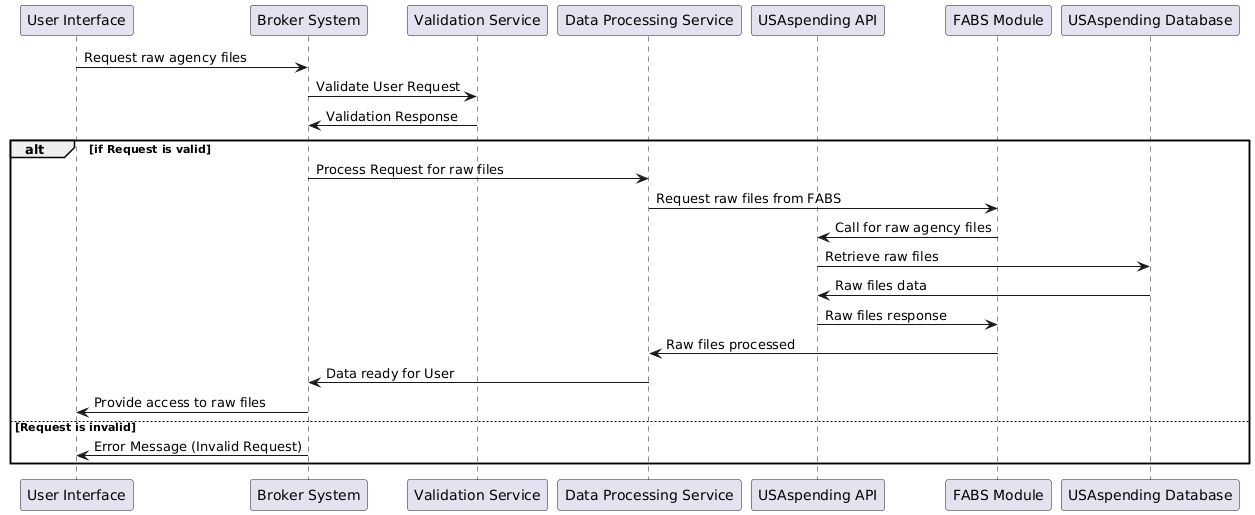 User Interface Broker System Validation Service Data Processing Service USAspending API FABS Module USAspending Database
Request raw agency files
Validate User Request
Validation Response
alt [if Request is valid]
Process Request for raw files
Request raw files from FABS
Call for raw agency files
Retrieve raw files
Raw files data
Raw files response
Raw files processed
Data ready for User
Provide access to raw files
[Request is invalid]
Error Message (Invalid Request)
User Interface Broker System Validation Service Data Processing Service USAspending API FABS Module USAspending Database